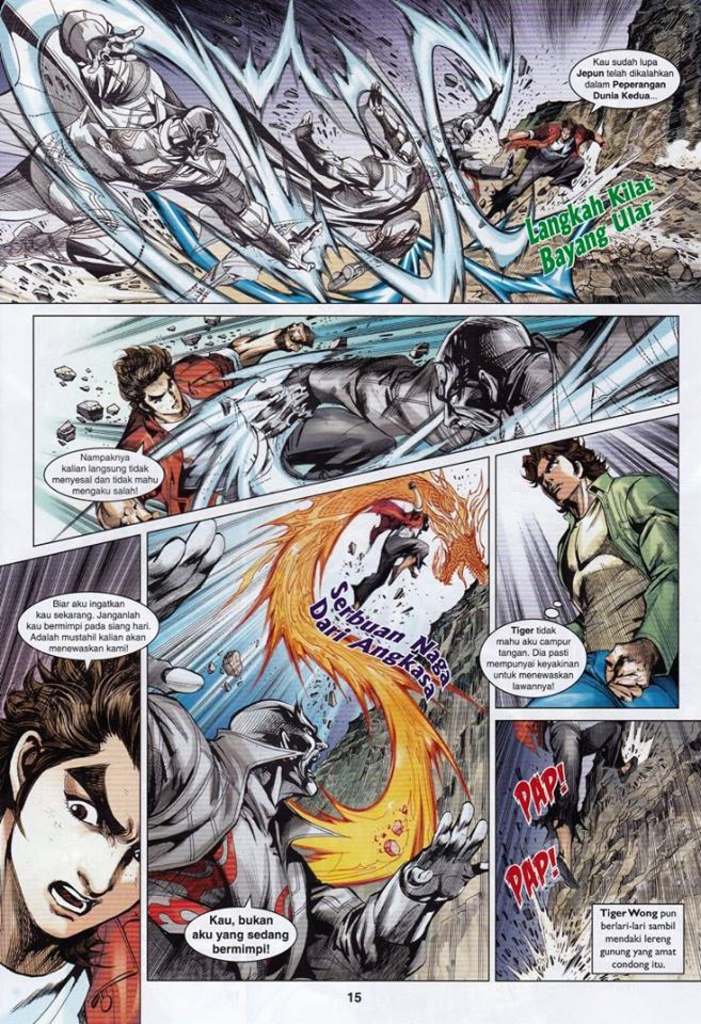 Kau sudah lupa
Jepun telah dikalahkan
dalam Peperangan
Dunia Kedua...
Langkah Kilat
Bayang Ular
Nampaknya
kalian langsung tidak
menyesal dan tidak mahu
mengaku salah!
Tiger tidak
mahu aku campur
tangan. Dia pasti
mempunyai keyakinan
untuk menewaskan
lawannya!
Biar aku ingatkan
kau sekarang. Janganlah
kau bermimpi pada siang hari.
Adalah mustahil kalian akan
menewaskan kami!
Serbuan Naga
Dari Angkasa
Kau, bukan
aku yang sedang
bermimpi!
PAP!
PAP!
Tiger Wong pun
berlari-lari sambil
mendaki lereng
gunung yang amat
condong itu.
15